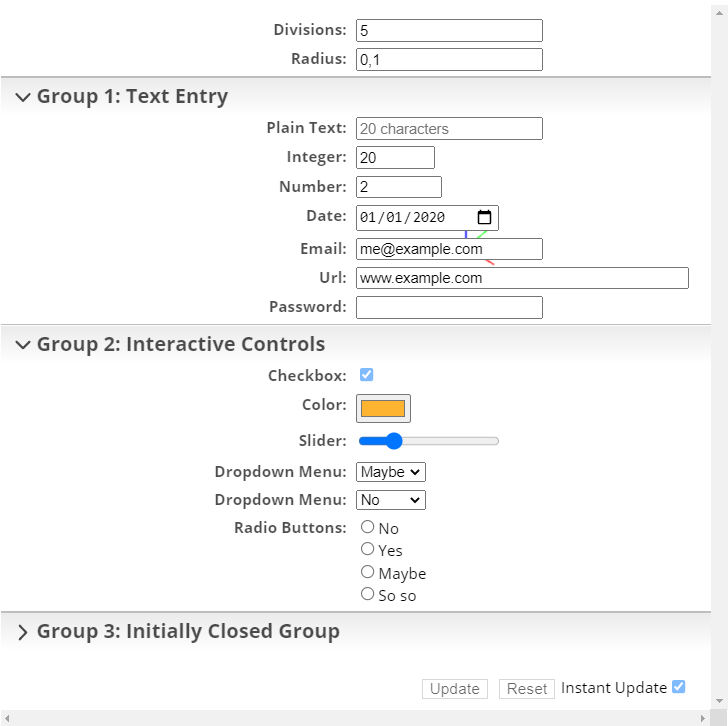 Divisions: 5
Radius: 0,1
Group 1: Text Entry
Plain Text: 20 characters
Integer: 20
Number: 2
Date: 01/01/2020
Email: me@example.com
Url: www.example.com
Password:
Group 2: Interactive Controls
Checkbox:
Color:
Slider:
Dropdown Menu: Maybe
Dropdown Menu: No
Radio Buttons: No
Yes
Maybe
So so
Group 3: Initially Closed Group
Update Reset Instant Update